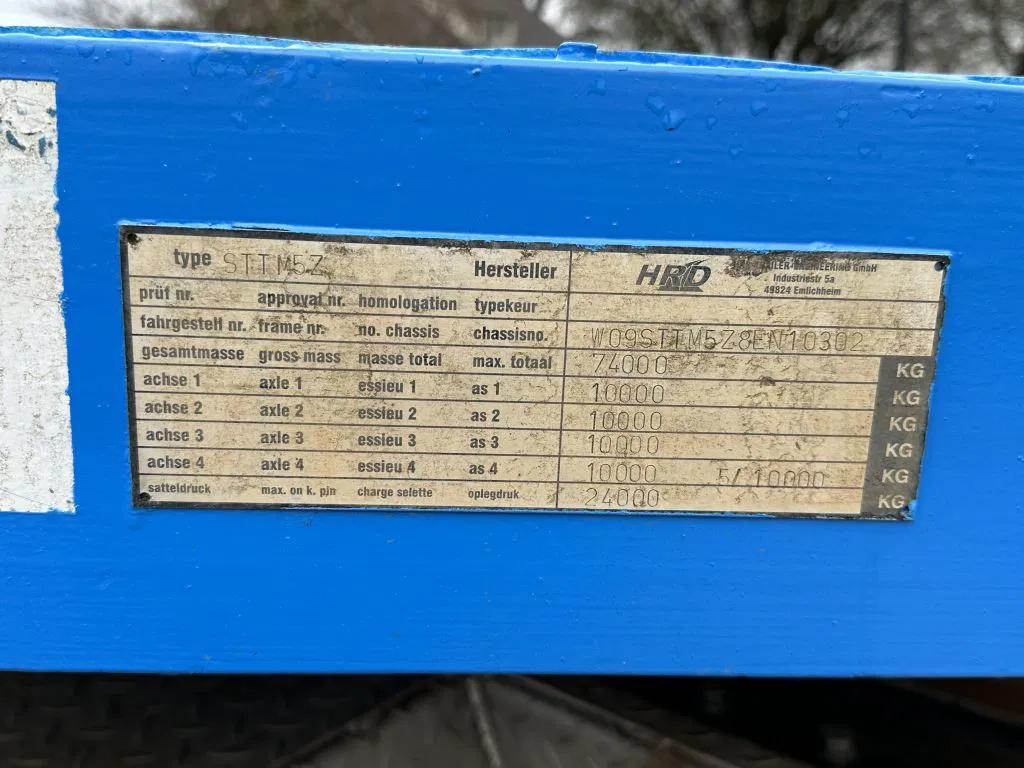 type STTM5Z Hersteller HRD
ENGINEERING GmbH
Industriestr 5a
49824 Emlichheim
prüf nr. approval nr. homologation typekeur
fahrgestell nr. frame nr. no. chassis chassisno. W09STTM5Z8EN10302
gesamtmasse gross mass masse total max. totaal 74000 KG
achse 1 axle 1 essieu 1 as 1 10000 KG
achse 2 axle 2 essieu 2 as 2 10000 KG
achse 3 axle 3 essieu 3 as 3 10000 KG
achse 4 axle 4 essieu 4 as 4 10000 5/10000 KG
satteldruck max. on k. pin charge selette oplegdruk 24000 KG